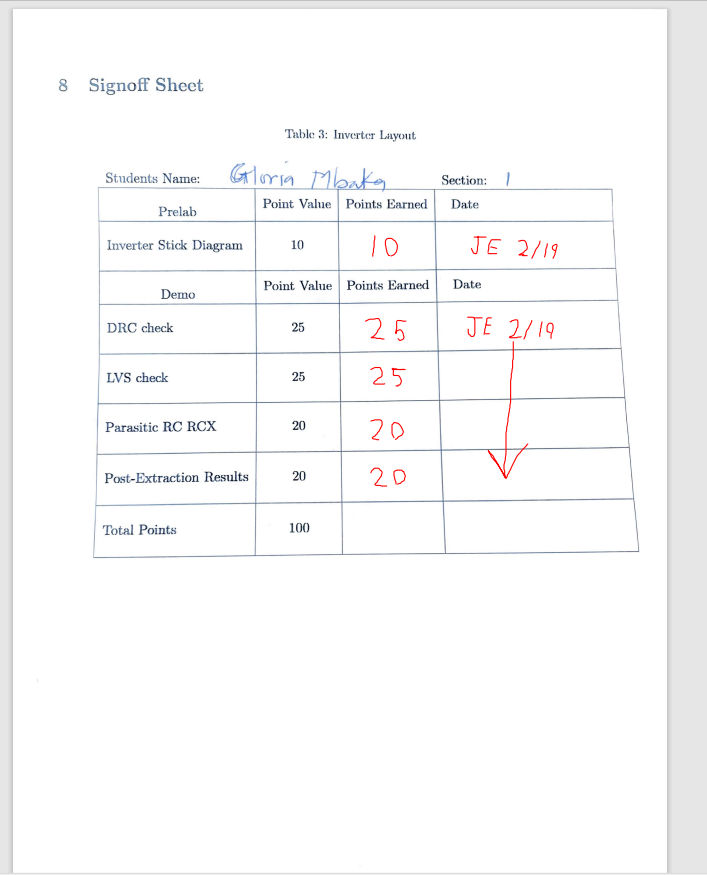 8 Signoff Sheet
Table 3: Inverter Layout
Students Name: Gloria Mbaka Section: 1
Prelab Point Value Points Earned Date
Inverter Stick Diagram 10 10 JE 2/19
Demo Point Value Points Earned Date
DRC check 25 25 JE 2/19
LVS check 25 25
Parasitic RC RCX 20 20
Post-Extraction Results 20 20
Total Points 100